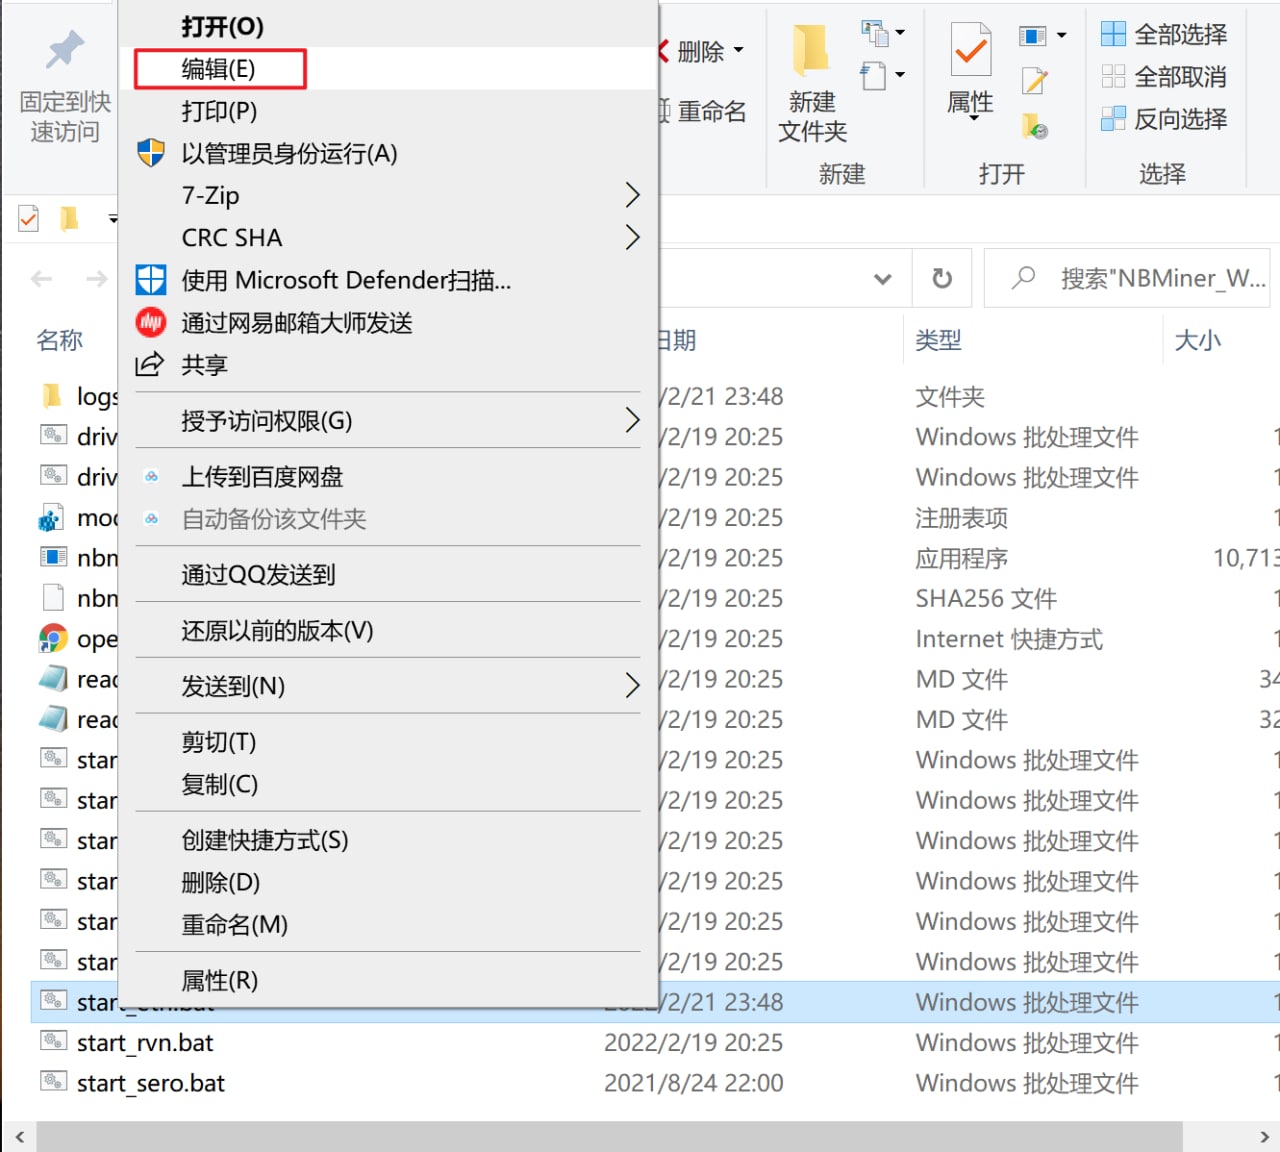 打开(O)
编辑(E)
打印(P)
以管理员身份运行(A)
7-Zip
CRC SHA
使用 Microsoft Defender扫描...
通过网易邮箱大师发送
共享
授予访问权限(G)
上传到百度网盘
自动备份该文件夹
通过QQ发送到
还原以前的版本(V)
发送到(N)
剪切(T)
复制(C)
创建快捷方式(S)
删除(D)
重命名(M)
属性(R)
固定到快
速访问
删除
重命名
新建
文件夹
新建
属性
打开
全部选择
全部取消
反向选择
选择
搜索"NBMiner_W...
名称
日期
类型
大小
logs
/2/21 23:48
文件夹
driv
/2/19 20:25
Windows 批处理文件
1
driv
/2/19 20:25
Windows 批处理文件
1
/2/19 20:25
注册表项
1
nbm
/2/19 20:25
应用程序
10,713
nbm
/2/19 20:25
SHA256 文件
1
ope
/2/19 20:25
Internet 快捷方式
1
read
/2/19 20:25
MD 文件
34
read
/2/19 20:25
MD 文件
32
star
/2/19 20:25
Windows 批处理文件
1
star
/2/19 20:25
Windows 批处理文件
1
star
/2/19 20:25
Windows 批处理文件
1
star
/2/19 20:25
Windows 批处理文件
1
star
/2/19 20:25
Windows 批处理文件
1
star
/2/19 20:25
Windows 批处理文件
1
start_eth.bat
2022/2/21 23:48
Windows 批处理文件
1
start_rvn.bat
2022/2/19 20:25
Windows 批处理文件
1
start_sero.bat
2021/8/24 22:00
Windows 批处理文件
1